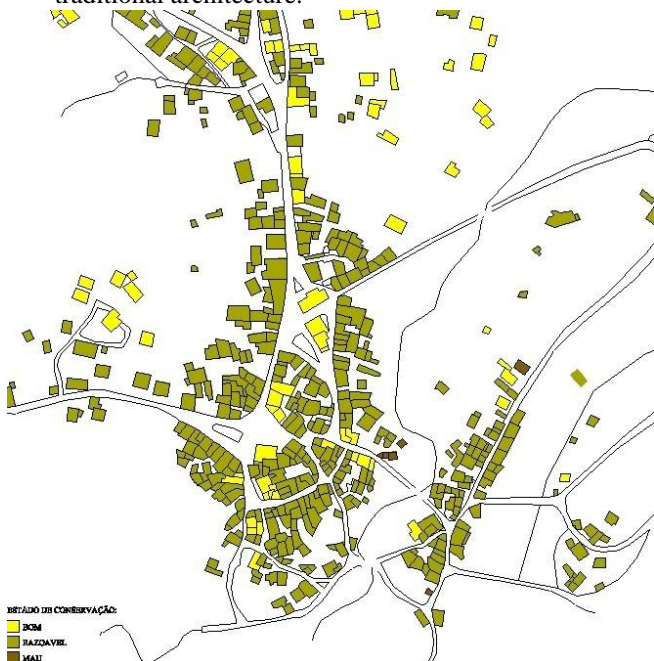 traditional architecture.
ESTADO DE CONSERVAÇÃO:
BOM
RAZOAVEL
MAU